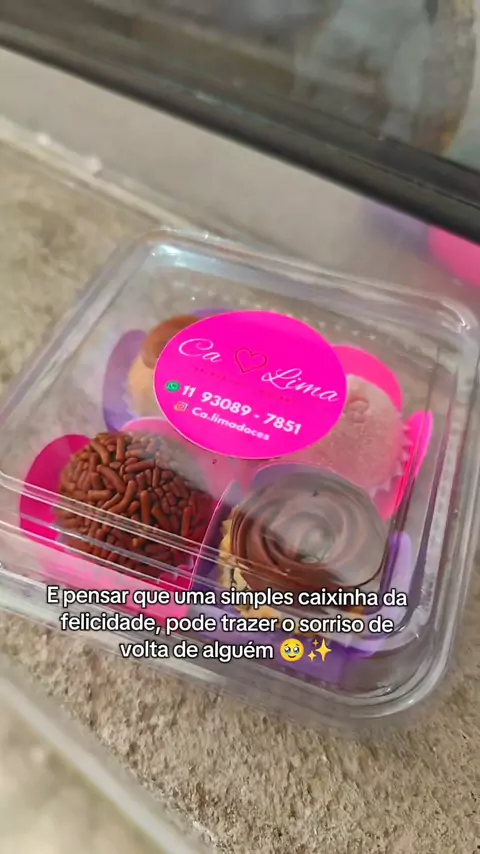 Ca Lima
11 93089-7851
Ca.limadoces
E pensar que uma simples caixinha da
felicidade, pode trazer o sorriso de
volta de alguém 🥹✨